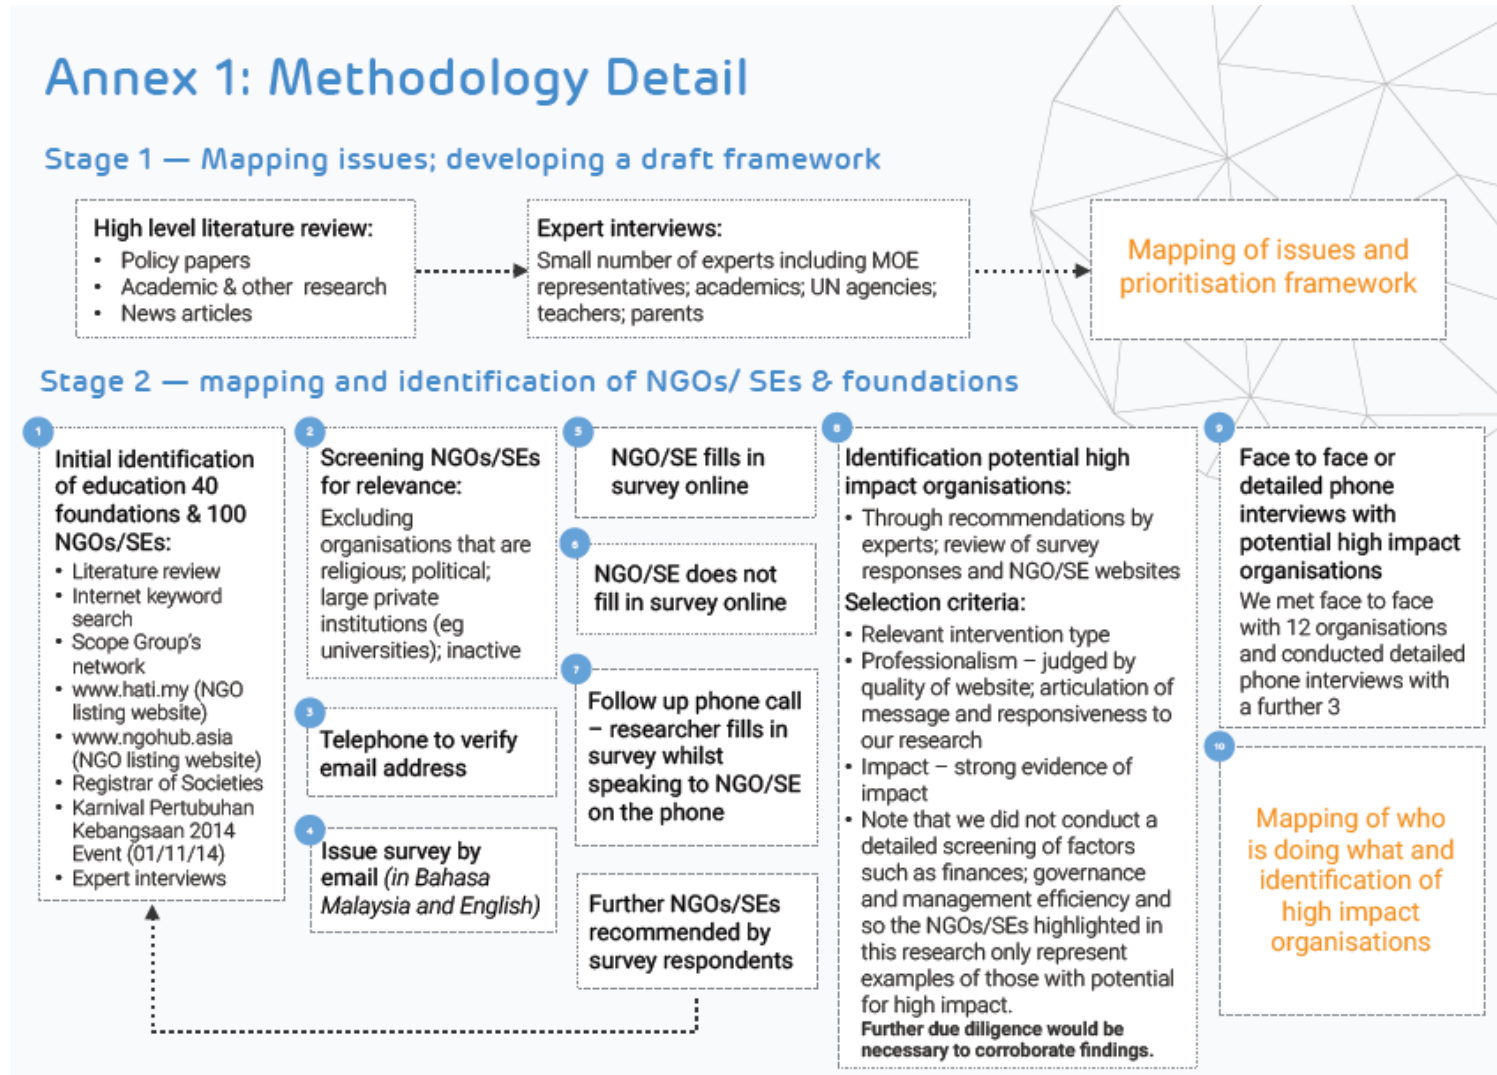 Annex 1: Methodology Detail
Stage 1 — Mapping issues; developing a draft framework
High level literature review:
• Policy papers
• Academic & other research
• News articles
Expert interviews:
Small number of experts including MOE
representatives; academics; UN agencies;
teachers; parents
Mapping of issues and
prioritisation framework
Stage 2 — mapping and identification of NGOs/ SEs & foundations
1
Initial identification
of education 40
foundations & 100
NGOs/SEs:
• Literature review
• Internet keyword
search
• Scope Group's
network
• www.hati.my (NGO
listing website)
• www.ngohub.asia
(NGO listing website)
• Registrar of Societies
• Karnival Pertubuhan
Kebangsaan 2014
Event (01/11/14)
• Expert interviews
2
Screening NGOs/SEs
for relevance:
Excluding
organisations that are
religious; political;
large private
institutions (eg
universities); inactive
3
Telephone to verify
email address
4
Issue survey by
email (in Bahasa
Malaysia and English)
5
NGO/SE fills in
survey online
6
NGO/SE does not
fill in survey online
7
Follow up phone call
– researcher fills in
survey whilst
speaking to NGO/SE
on the phone
Further NGOs/SEs
recommended by
survey respondents
8
Identification potential high
impact organisations:
• Through recommendations by
experts; review of survey
responses and NGO/SE websites
Selection criteria:
• Relevant intervention type
• Professionalism – judged by
quality of website; articulation of
message and responsiveness to
our research
• Impact – strong evidence of
impact
• Note that we did not conduct a
detailed screening of factors
such as finances; governance
and management efficiency and
so the NGOs/SEs highlighted in
this research only represent
examples of those with potential
for high impact.
Further due diligence would be
necessary to corroborate findings.
9
Face to face or
detailed phone
interviews with
potential high impact
organisations
We met face to face
with 12 organisations
and conducted detailed
phone interviews with
a further 3
10
Mapping of who
is doing what and
identification of
high impact
organisations